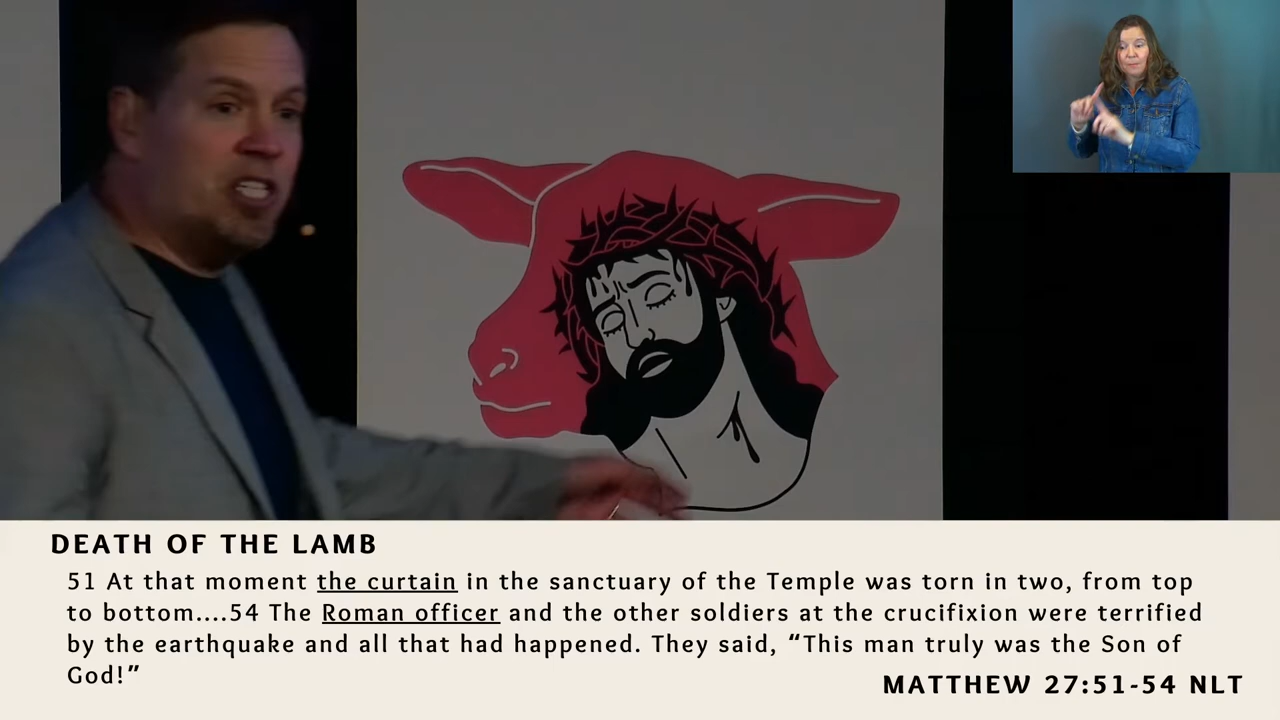 DEATH OF THE LAMB
51 At that moment the curtain in the sanctuary of the Temple was torn in two, from top
to bottom....54 The Roman officer and the other soldiers at the crucifixion were terrified
by the earthquake and all that had happened. They said, “This man truly was the Son of
God!”
MATTHEW 27:51-54 NLT